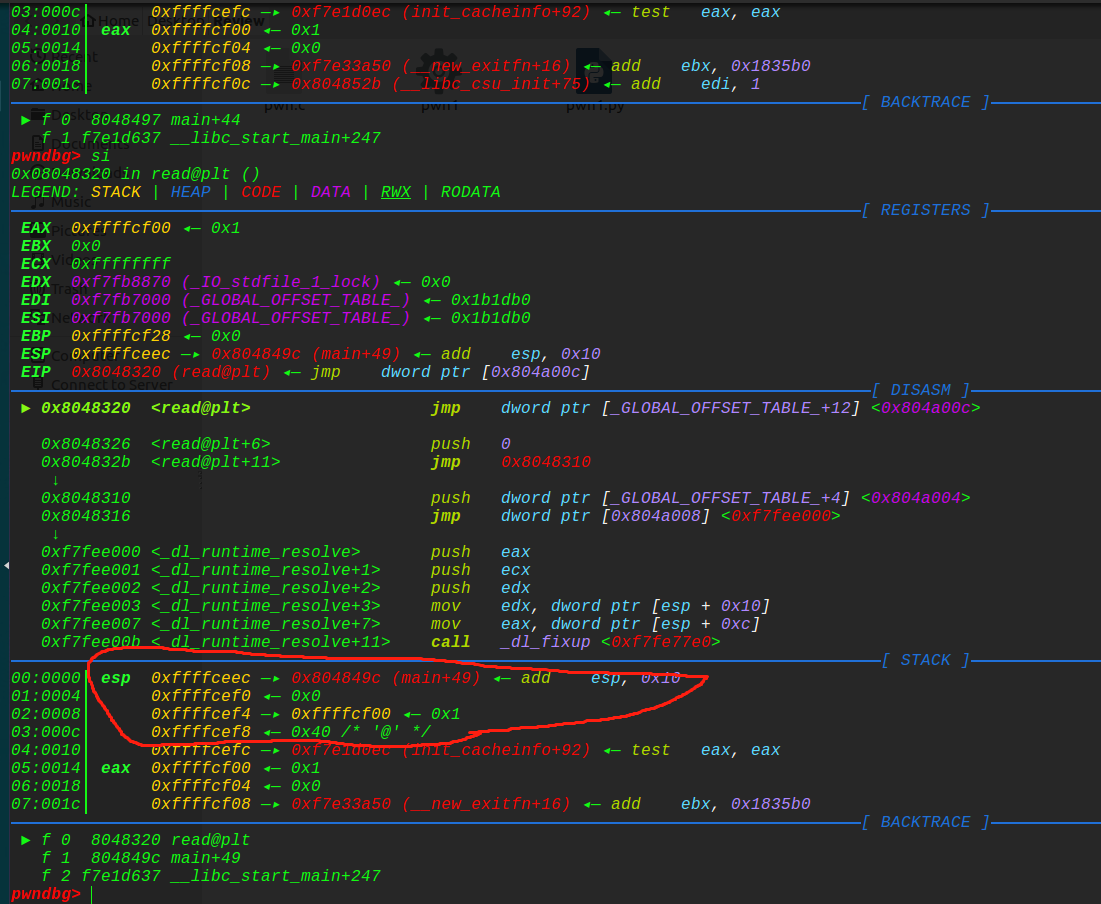 03:000c│ 0xffffcefc —▸ 0xf7e1d0ec (init_cacheinfo+92) ◂— test eax, eax
04:0010│ eax 0xffffcf00 ◂— 0x1
05:0014│ 0xffffcf04 ◂— 0x0
06:0018│ 0xffffcf08 —▸ 0xf7e33a50 (__new_exitfn+16) ◂— add ebx, 0x1835b0
07:001c│ 0xffffcf0c —▸ 0x804852b (__libc_csu_init+75) ◂— add edi, 1
[ BACKTRACE ]
► f 0 8048497 main+44
f 1 f7e1d637 __libc_start_main+247
pwndbg> si
0x08048320 in read@plt ()
LEGEND: STACK | HEAP | CODE | DATA | RWX | RODATA
[ REGISTERS ]
EAX 0xffffcf00 ◂— 0x1
EBX 0x0
ECX 0xffffffff
EDX 0xf7fb8870 (_IO_stdfile_1_lock) ◂— 0x0
EDI 0xf7fb7000 (_GLOBAL_OFFSET_TABLE_) ◂— 0x1b1db0
ESI 0xf7fb7000 (_GLOBAL_OFFSET_TABLE_) ◂— 0x1b1db0
EBP 0xffffcf28 ◂— 0x0
ESP 0xffffceec —▸ 0x804849c (main+49) ◂— add esp, 0x10
EIP 0x8048320 (read@plt) ◂— jmp dword ptr [0x804a00c]
[ DISASM ]
► 0x8048320 <read@plt> jmp dword ptr [_GLOBAL_OFFSET_TABLE_+12] <0x804a00c>
0x8048326 <read@plt+6> push 0
0x804832b <read@plt+11> jmp 0x8048310
↓
0x8048310 push dword ptr [_GLOBAL_OFFSET_TABLE_+4] <0x804a004>
0x8048316 jmp dword ptr [0x804a008] <0xf7fee000>
↓
0xf7fee000 <_dl_runtime_resolve> push eax
0xf7fee001 <_dl_runtime_resolve+1> push ecx
0xf7fee002 <_dl_runtime_resolve+2> push edx
0xf7fee003 <_dl_runtime_resolve+3> mov edx, dword ptr [esp + 0x10]
0xf7fee007 <_dl_runtime_resolve+7> mov eax, dword ptr [esp + 0xc]
0xf7fee00b <_dl_runtime_resolve+11> call _dl_fixup <0xf7fe77e0>
[ STACK ]
00:0000│ esp 0xffffceec —▸ 0x804849c (main+49) ◂— add esp, 0x10
01:0004│ 0xffffcef0 ◂— 0x0
02:0008│ 0xffffcef4 —▸ 0xffffcf00 ◂— 0x1
03:000c│ 0xffffcef8 ◂— 0x40 /* '@' */
04:0010│ 0xffffcefc —▸ 0xf7e1d0ec (init_cacheinfo+92) ◂— test eax, eax
05:0014│ eax 0xffffcf00 ◂— 0x1
06:0018│ 0xffffcf04 ◂— 0x0
07:001c│ 0xffffcf08 —▸ 0xf7e33a50 (__new_exitfn+16) ◂— add ebx, 0x1835b0
[ BACKTRACE ]
► f 0 8048320 read@plt
f 1 804849c main+49
f 2 f7e1d637 __libc_start_main+247
pwndbg>